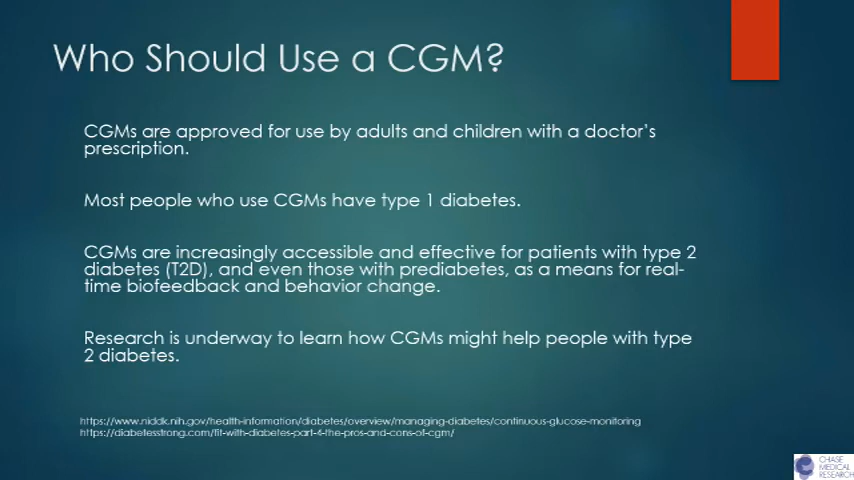 Who Should Use a CGM?
CGMs are approved for use by adults and children with a doctor's
prescription.
Most people who use CGMs have type 1 diabetes.
CGMs are increasingly accessible and effective for patients with type 2
diabetes (T2D), and even those with prediabetes, as a means for real-
time biofeedback and behavior change.
Research is underway to learn how CGMs might help people with type
2 diabetes.
https://www.niddk.nih.gov/health-information/diabetes/overview/managing-diabetes/continuous-glucose-monitoring
https://diabetesstrong.com/fit-with-diabetes-part-4-the-pros-and-cons-of-cgm/
CHASE
MEDICAL
RESEARCH